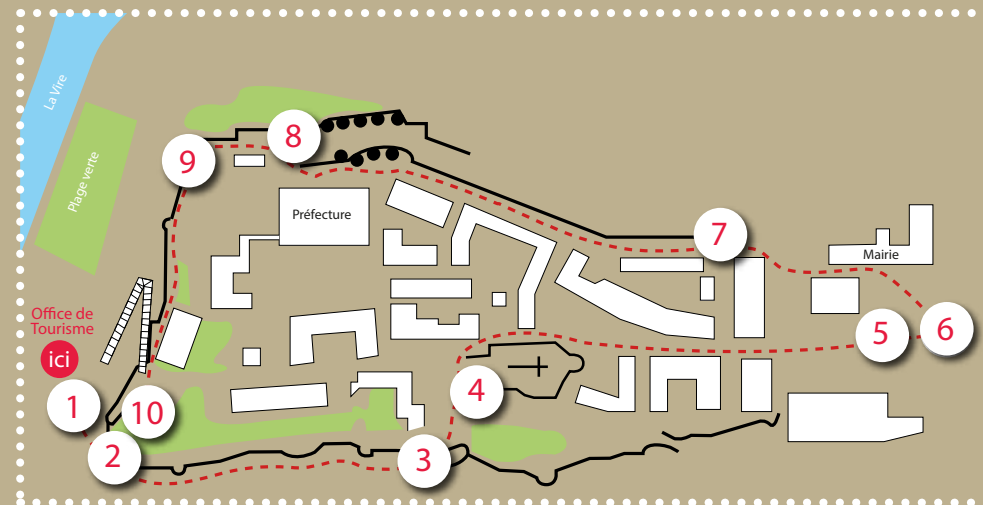 La Vire
Plage verte
8
9
Préfecture
7
Mairie
Office de
Tourisme
ici
6
5
4
1
10
2
3